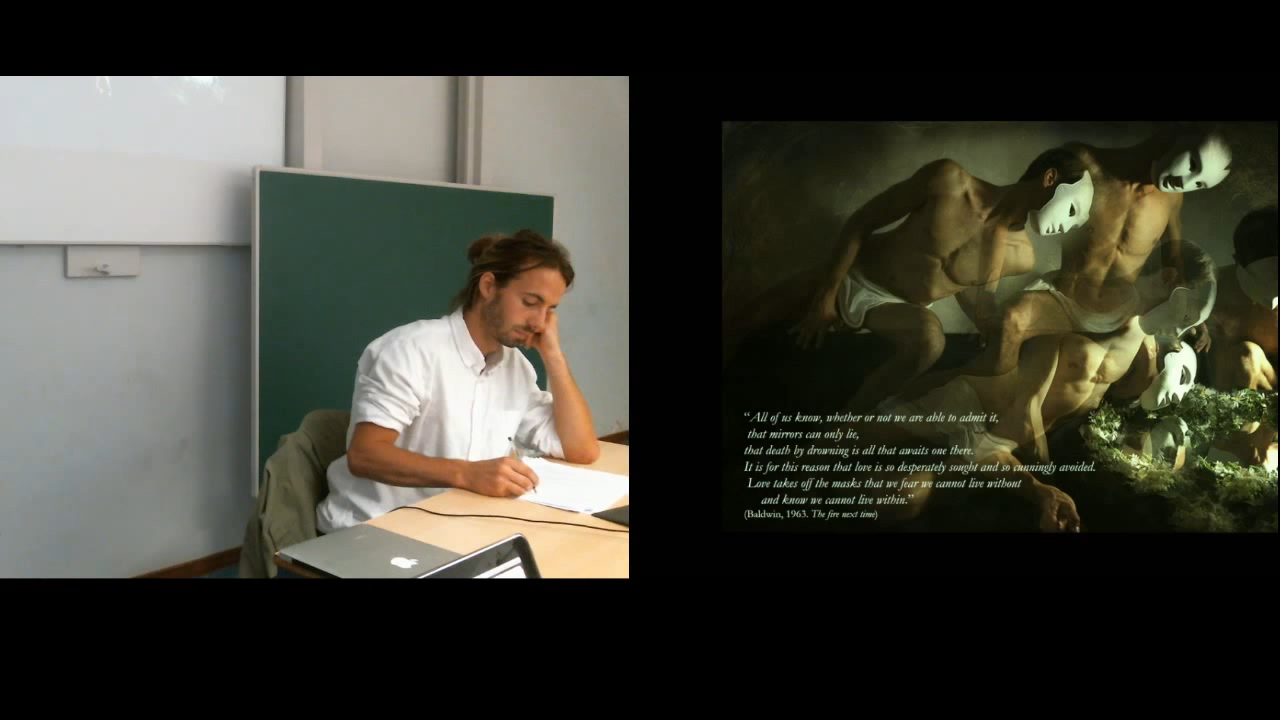 “All of us know, whether or not we are able to admit it,
that mirrors can only lie,
that death by drowning is all that awaits one there.
It is for this reason that love is so desperately sought and so cunningly avoided.
Love takes off the masks that we fear we cannot live without
and know we cannot live within.”
(Baldwin, 1963. The fire next time)